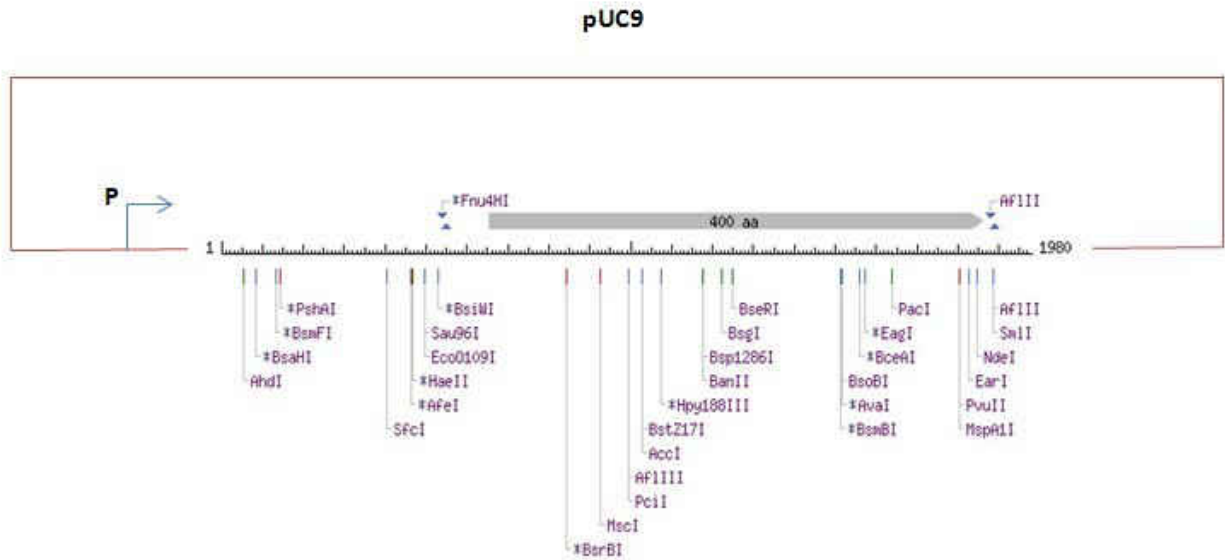 pUC9
P
*Fnu4HI
AflII
400 aa
1
1980
*PshAI
*BseRI
PacI
AflII
*BsmFI
*BsiWI
BsgI
*EagI
SmlI
*BsaHI
Sau96I
Bsp1286I
*BceAI
NdeI
AhdI
EcoO109I
BanII
BsoBI
EarI
*HaeII
*Hpy188III
*AvaI
PvuII
*AfeI
BstZ17I
*BsmBI
MspA1I
SfcI
AccI
AflIII
PciI
MscI
*BsrBI